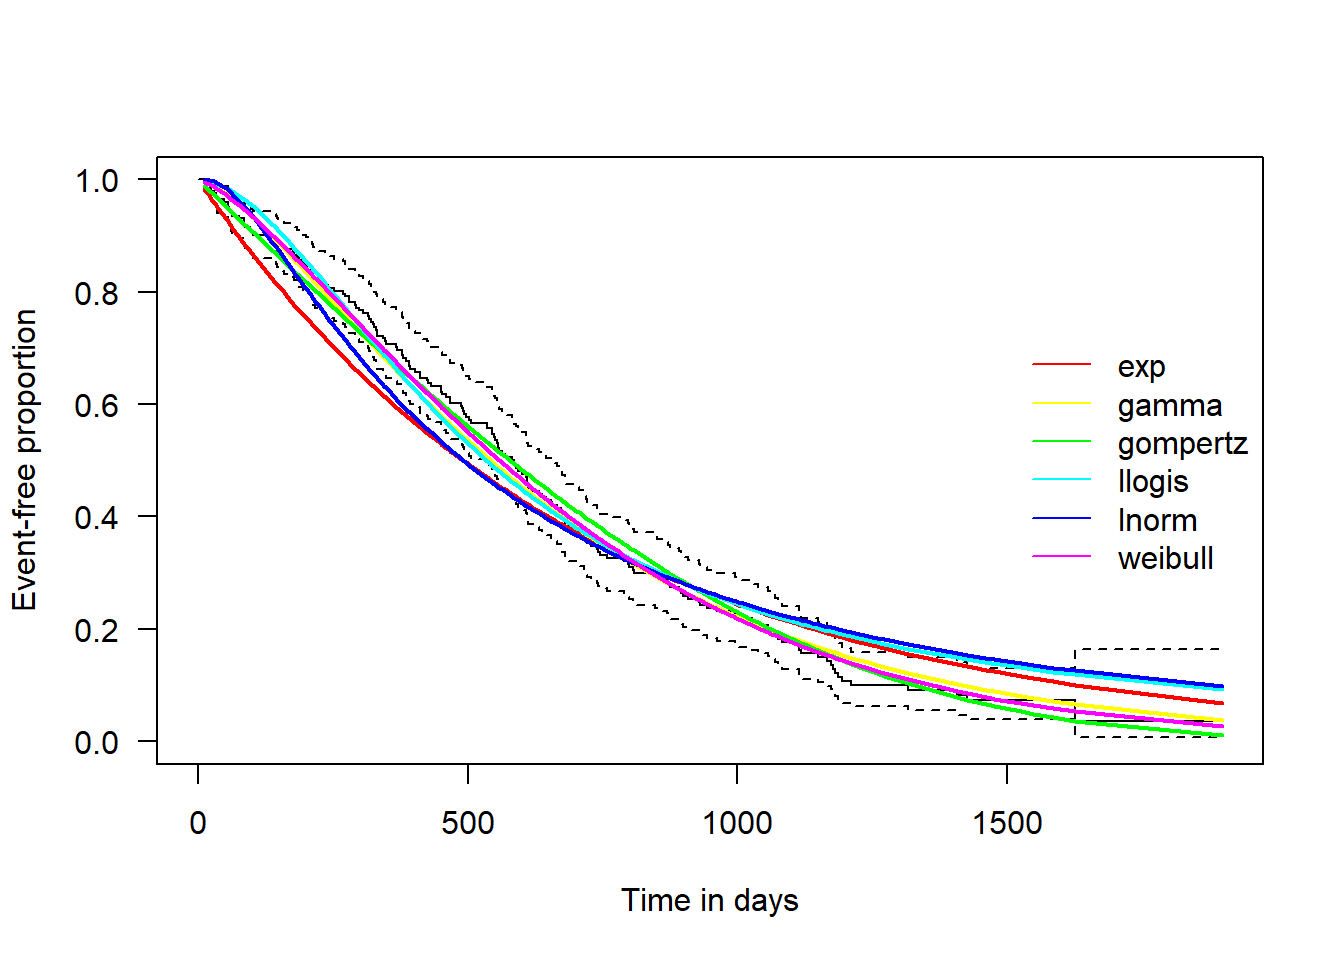 Event-free proportion
1.0
0.8
0.6
0.4
0.2
0.0
exp
gamma
gompertz
llogis
lnorm
weibull
0 500 1000 1500
Time in days